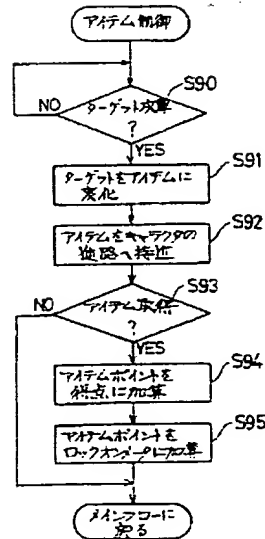 アイテム制御
S90
ターゲット攻撃
?
NO
YES
S91
ターゲットをアイテムに
変化
S92
アイテムをキャラクタの
進路へ接近
S93
NO
アイテム取得
?
YES
S94
アイテムポイントを
得点に加算
S95
アイテムポイントを
ロックオンゲージに加算
メインフローに
戻る